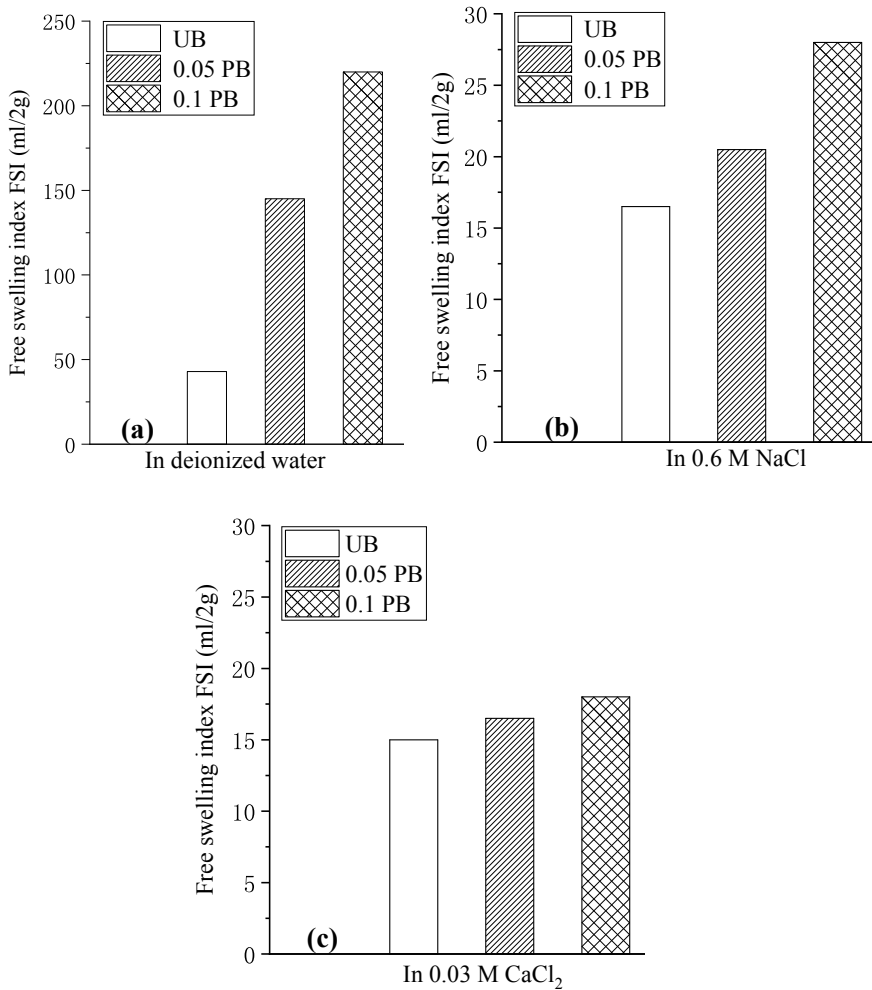 250
200
150
100
50
0
Free swelling index FSI (ml/2g)
UB
0.05 PB
0.1 PB
(a)
In deionized water
30
25
20
15
10
5
0
Free swelling index FSI (ml/2g)
UB
0.05 PB
0.1 PB
(b)
In 0.6 M NaCl
30
25
20
15
10
5
0
Free swelling index FSI (ml/2g)
UB
0.05 PB
0.1 PB
(c)
In 0.03 M CaCl₂